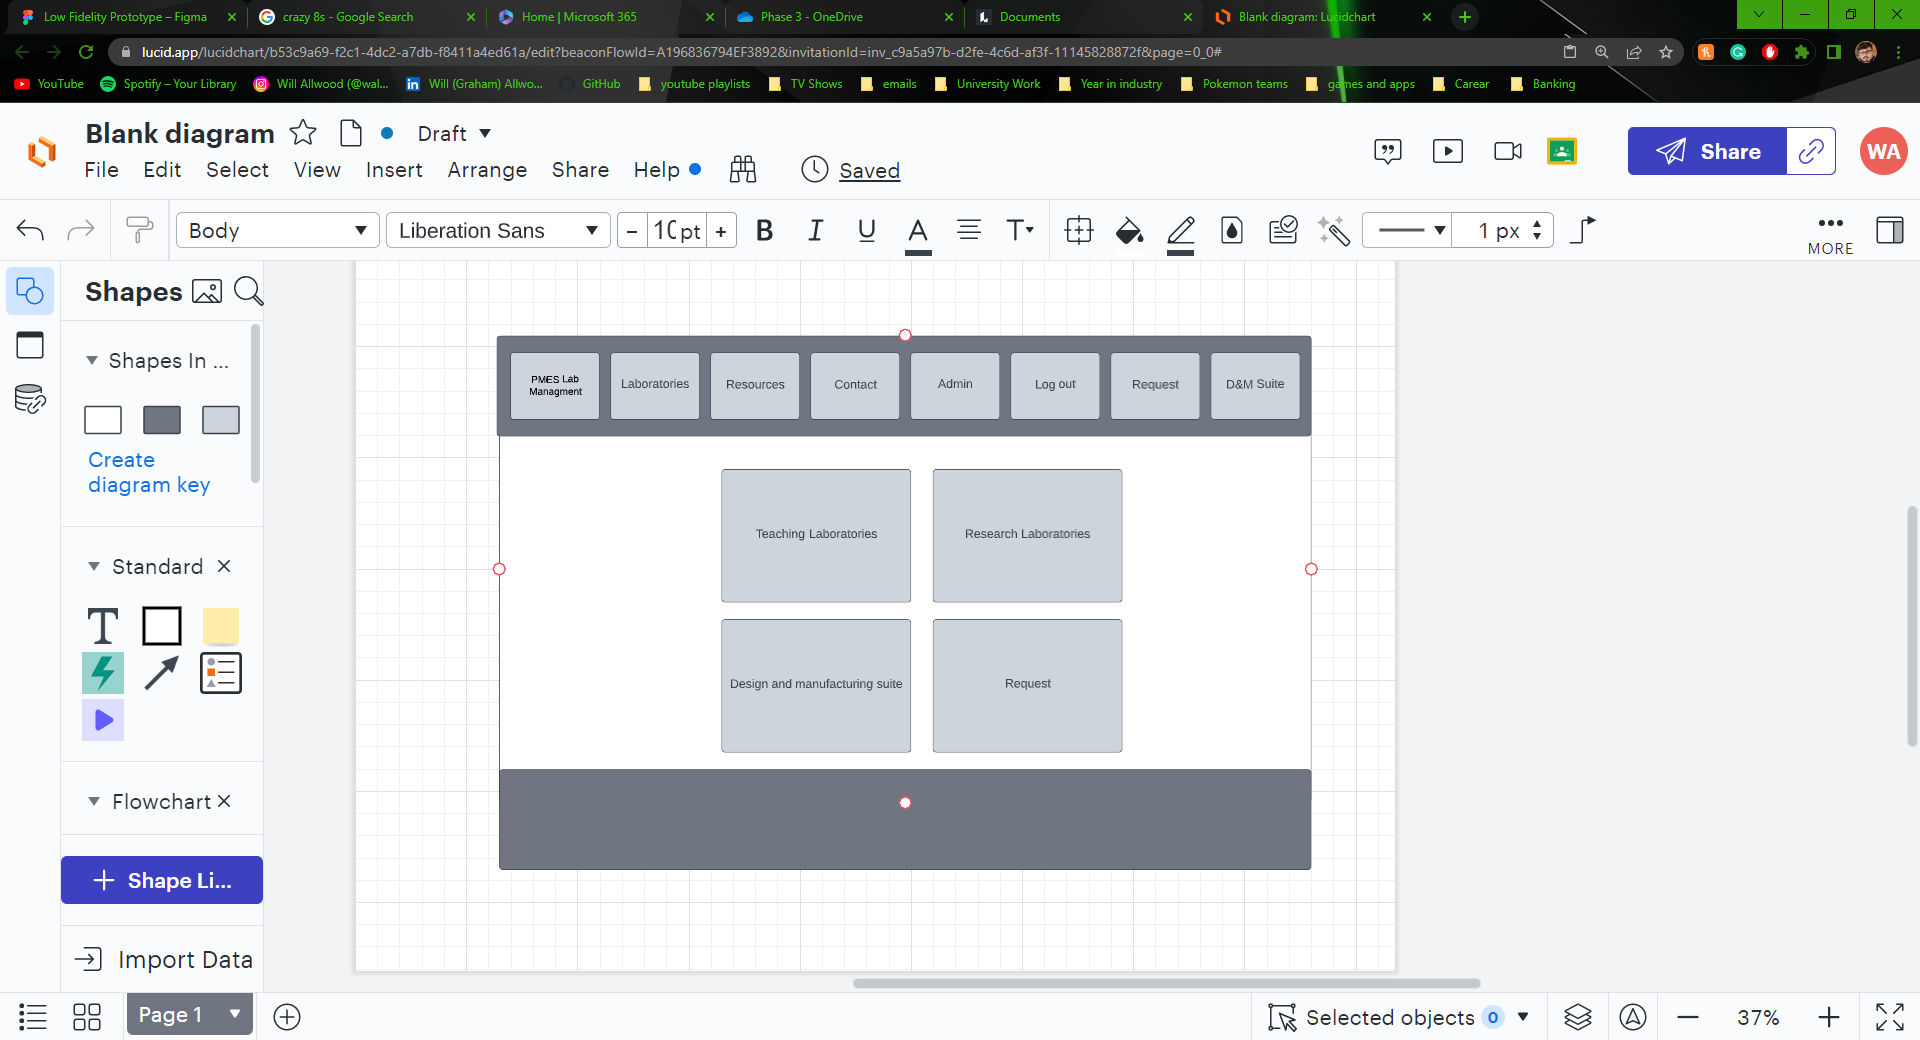 Low Fidelity Prototype – Figma
crazy 8s - Google Search
Home | Microsoft 365
Phase 3 - OneDrive
Documents
Blank diagram: Lucidchart
lucid.app/lucidchart/b53c9a69-f2c1-4dc2-a7db-f8411a4ed61a/edit?beaconFlowId=A196836794EF3892&invitationId=inv_c9a5a97b-d2fe-4c6d-af3f-11145828872f&page=0_0#
YouTube
Spotify – Your Library
Will Allwood (@wal...
Will (Graham) Allwo...
GitHub
youtube playlists
TV Shows
emails
University Work
Year in industry
Pokemon teams
games and apps
Carear
Banking
Blank diagram
Draft
File Edit Select View Insert Arrange Share Help
Saved
Share
WA
Body
Liberation Sans
− 10 pt +
B I U A T
1 px
MORE
Shapes
Shapes In ...
Create
diagram key
Standard
T
Flowchart
+ Shape Li...
Import Data
PMES Lab
Managment
Laboratories
Resources
Contact
Admin
Log out
Request
D&M Suite
Teaching Laboratories
Research Laboratories
Design and manufacturing suite
Request
Page 1
Selected objects 0
37%